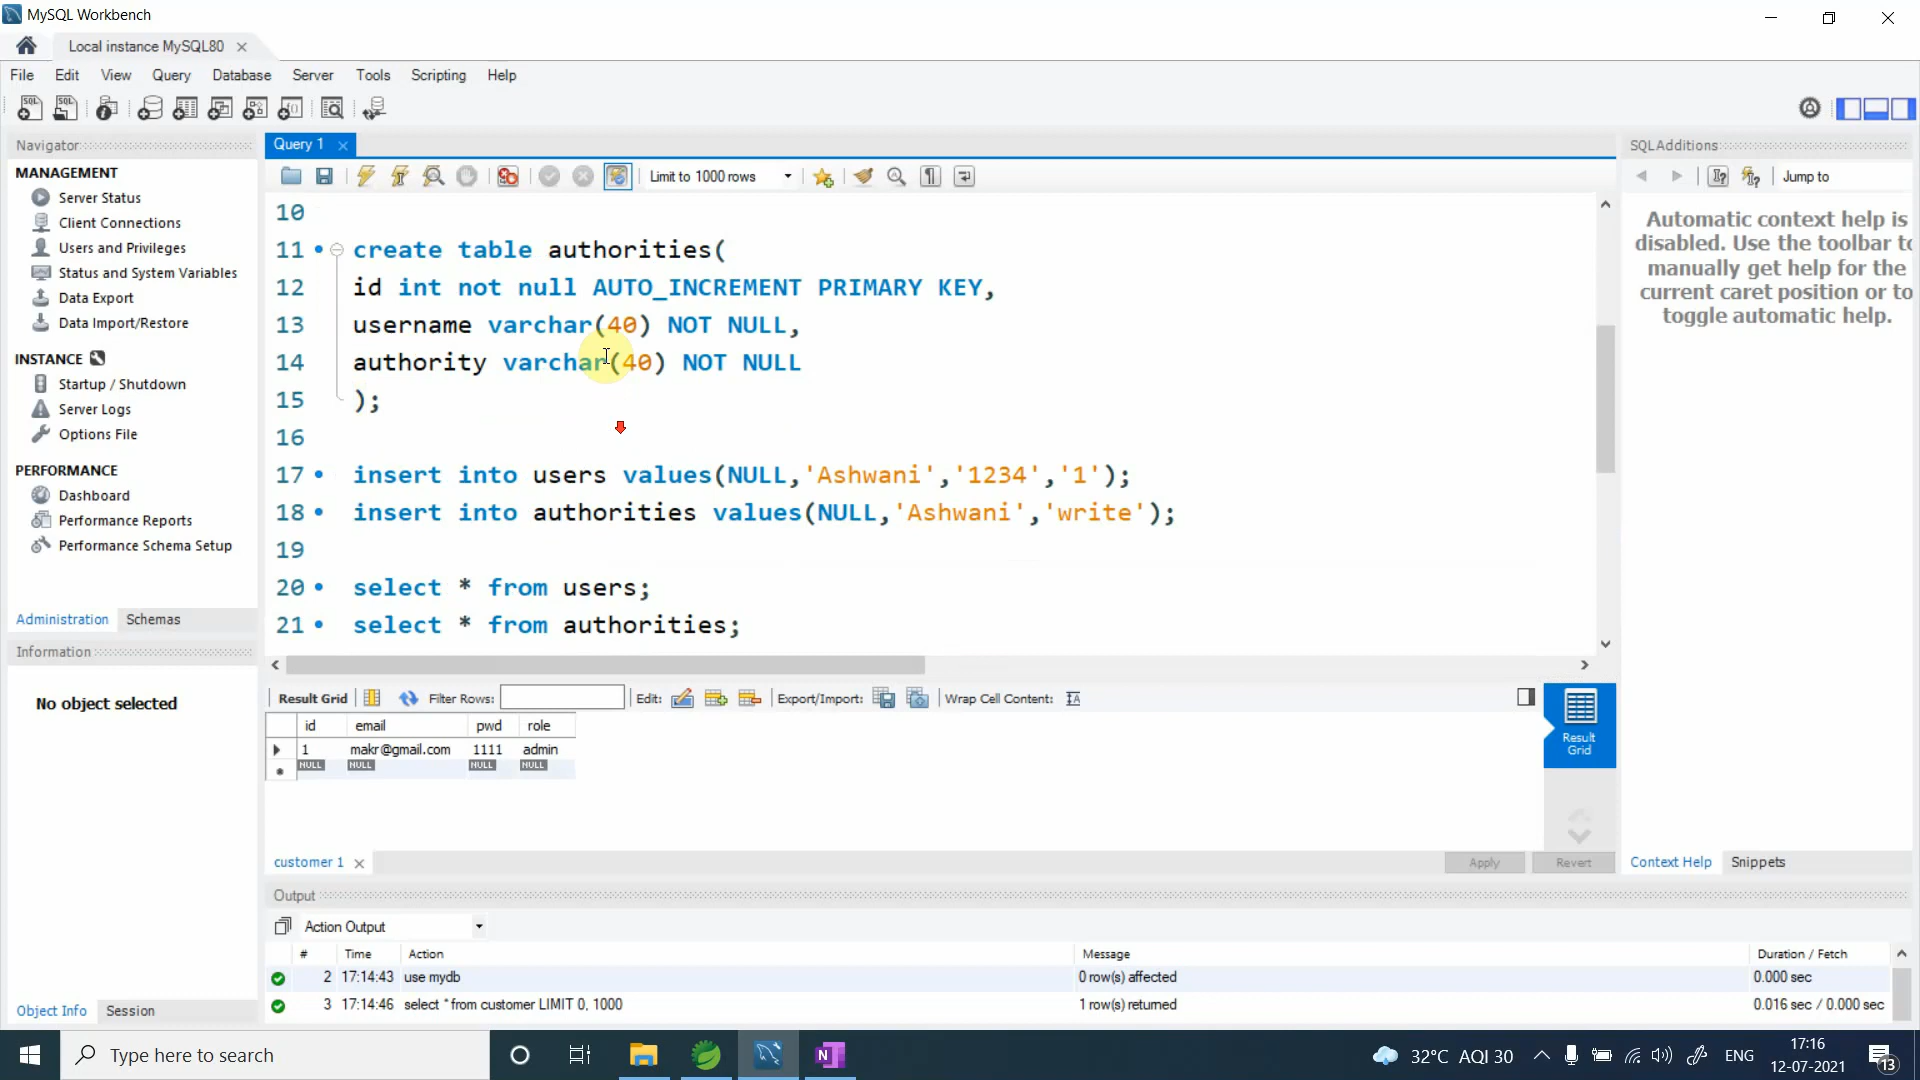 MySQL Workbench
Local instance MySQL80
File Edit View Query Database Server Tools Scripting Help
Navigator
MANAGEMENT
Server Status
Client Connections
Users and Privileges
Status and System Variables
Data Export
Data Import/Restore
INSTANCE
Startup / Shutdown
Server Logs
Options File
PERFORMANCE
Dashboard
Performance Reports
Performance Schema Setup
Administration Schemas
Information
No object selected
Object Info Session
Query 1
Limit to 1000 rows
10
11 create table authorities(
12 id int not null AUTO_INCREMENT PRIMARY KEY,
13 username varchar(40) NOT NULL,
14 authority varchar(40) NOT NULL
15 );
16
17 insert into users values(NULL,'Ashwani','1234','1');
18 insert into authorities values(NULL,'Ashwani','write');
19
20 select * from users;
21 select * from authorities;
Result Grid Filter Rows: Edit: Export/Import: Wrap Cell Content:
id email pwd role
1 makr@gmail.com 1111 admin
NULL NULL NULL NULL
Result Grid
customer 1
Apply Revert
Output
Action Output
# Time Action Message Duration / Fetch
2 17:14:43 use mydb 0 row(s) affected 0.000 sec
3 17:14:46 select * from customer LIMIT 0, 1000 1 row(s) returned 0.016 sec / 0.000 sec
SQLAdditions
Jump to
Automatic context help is
disabled. Use the toolbar to
manually get help for the
current caret position or to
toggle automatic help.
Context Help Snippets
Type here to search
32°C AQI 30
ENG
17:16
12-07-2021
13